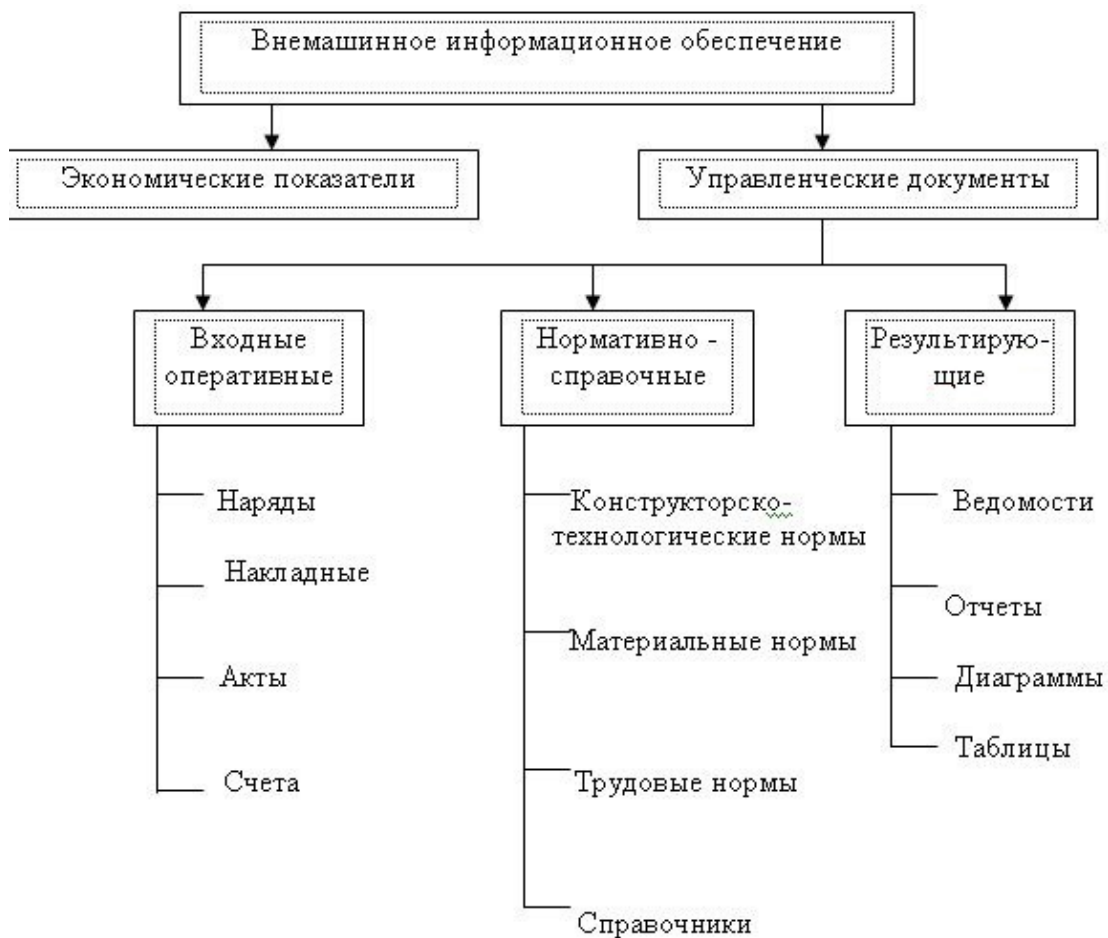 Внемашинное информационное обеспечение
Экономические показатели
Управленческие документы
Входные
оперативные
Наряды
Накладные
Акты
Счета
Нормативно -
справочные
Конструкторско-
технологические нормы
Материальные нормы
Трудовые нормы
Справочники
Результирую-
щие
Ведомости
Отчеты
Диаграммы
Таблицы